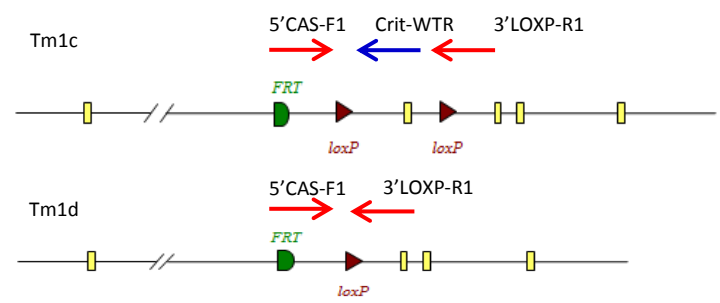 5'CAS-F1 Crit-WTR 3'LOXP-R1
Tm1c
FRT
loxP loxP
Tm1d
5'CAS-F1 3'LOXP-R1
FRT
loxP